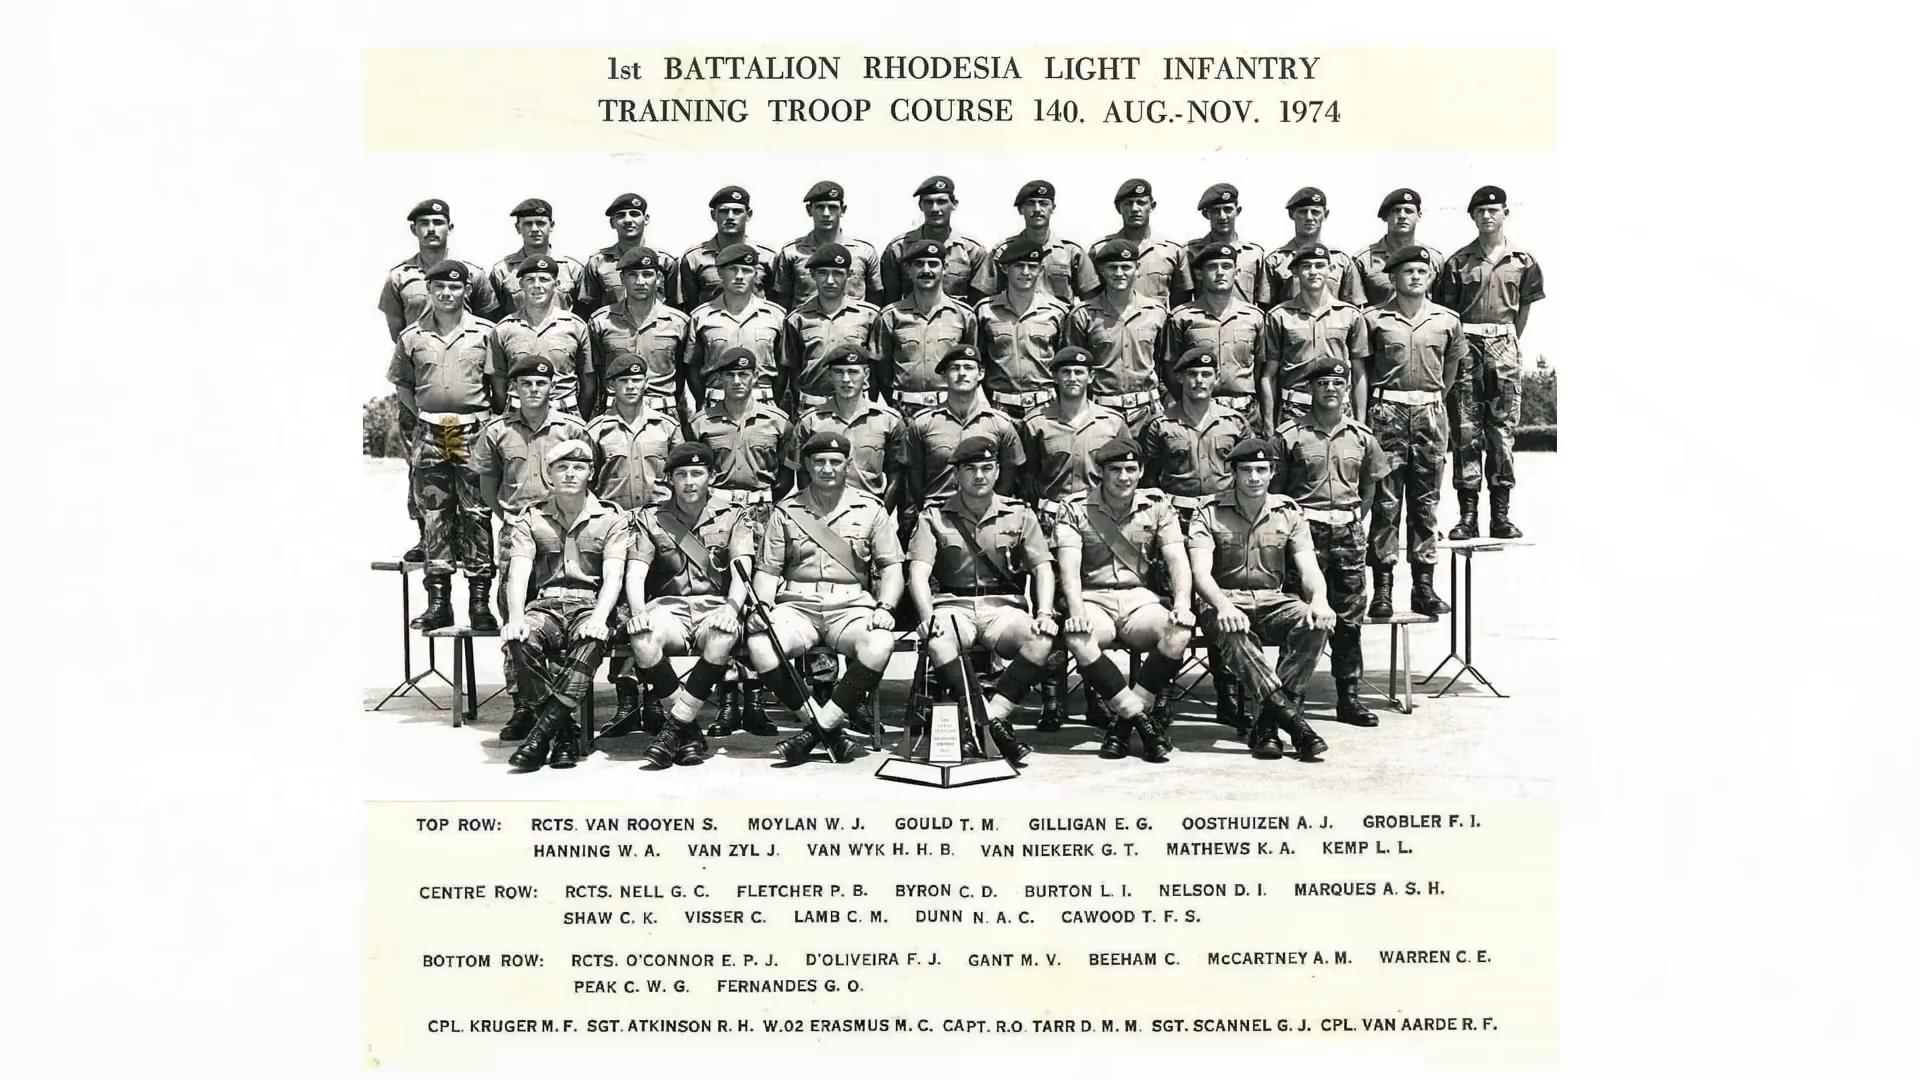 1st BATTALION RHODESIA LIGHT INFANTRY
TRAINING TROOP COURSE 140. AUG.-NOV. 1974
TOP ROW: RCTS. VAN ROOYEN S. MOYLAN W. J. GOULD T. M. GILLIGAN E. G. OOSTHUIZEN A. J. GROBLER F. I.
HANNING W. A. VAN ZYL J. VAN WYK H. H. B. VAN NIEKERK G. T. MATHEWS K. A. KEMP L. L.
CENTRE ROW: RCTS. NELL G. C. FLETCHER P. B. BYRON C. D. BURTON L. I. NELSON D. I. MARQUES A. S. H.
SHAW C. K. VISSER C. LAMB C. M. DUNN N. A. C. CAWOOD T. F. S.
BOTTOM ROW: RCTS. O'CONNOR E. P. J. D'OLIVEIRA F. J. GANT M. V. BEEHAM C. McCARTNEY A. M. WARREN C. E.
PEAK C. W. G. FERNANDES G. O.
CPL. KRUGER M. F. SGT. ATKINSON R. H. W.02 ERASMUS M. C. CAPT. R.O. TARR D. M. M. SGT. SCANNEL G. J. CPL. VAN AARDE R. F.